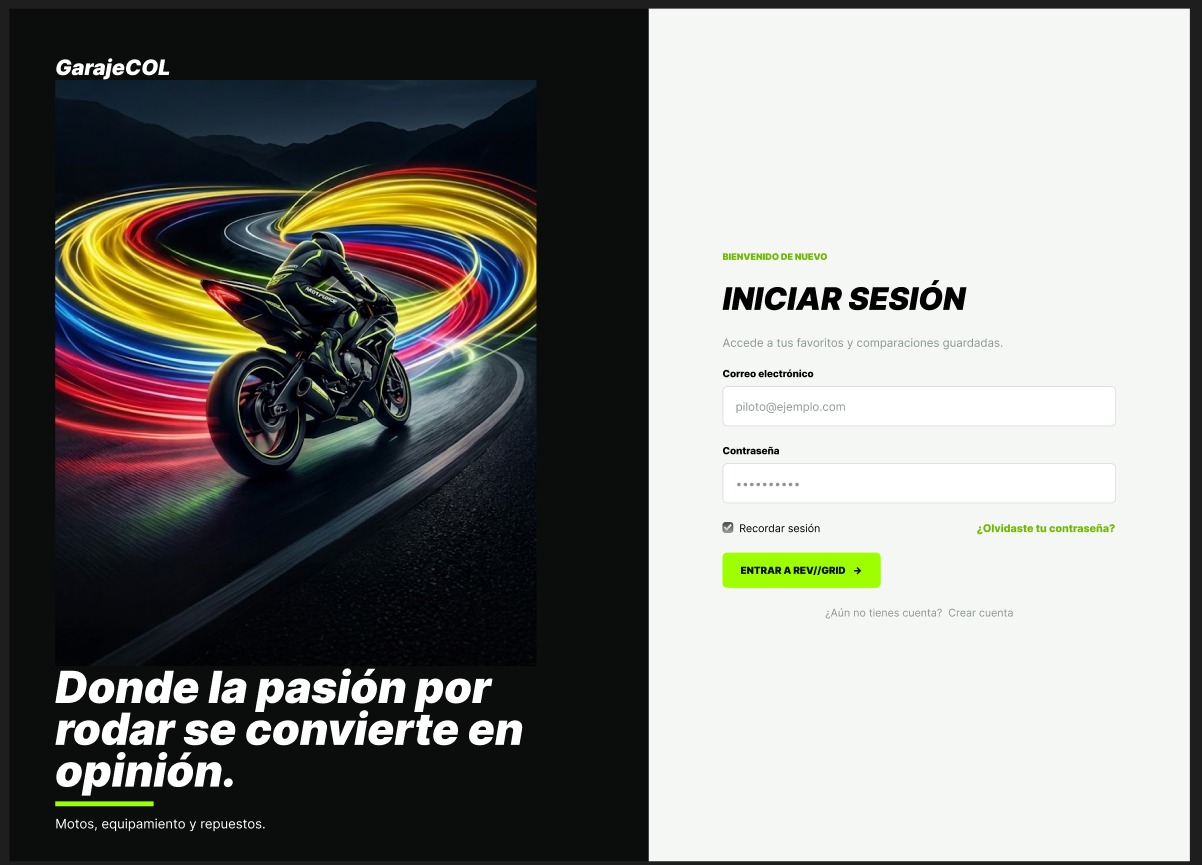 GarajeCOL
Donde la pasión por
rodar se convierte en
opinión.
Motos, equipamiento y repuestos.
BIENVENIDO DE NUEVO
INICIAR SESIÓN
Accede a tus favoritos y comparaciones guardadas.
Correo electrónico
piloto@ejemplo.com
Contraseña
••••••••••
Recordar sesión
¿Olvidaste tu contraseña?
ENTRAR A REV//GRID →
¿Aún no tienes cuenta? Crear cuenta